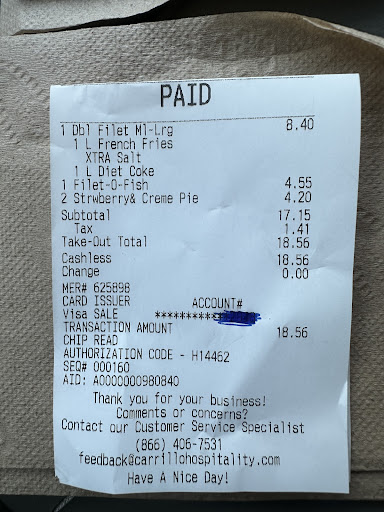 PAID
1 Dbl Filet Ml-Lrg 8.40
1 L French Fries
XTRA Salt
1 L Diet Coke
1 Filet-O-Fish 4.55
2 Strwberry& Creme Pie 4.20
Subtotal 17.15
Tax 1.41
Take-Out Total 18.56
Cashless 18.56
Change 0.00
MER# 625898
CARD ISSUER ACCOUNT#
Visa SALE ************
TRANSACTION AMOUNT 18.56
CHIP READ
AUTHORIZATION CODE - H14462
SEQ# 000160
AID: A0000000980840
Thank you for your business!
Comments or concerns?
Contact our Customer Service Specialist
(866) 406-7531
feedback@carrillohospitality.com
Have A Nice Day!